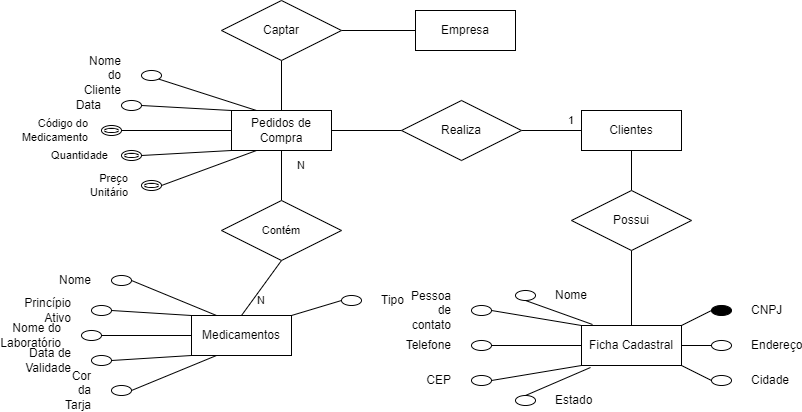 Captar
Empresa
Nome
do
Cliente
Data
Código do
Medicamento
Quantidade
Preço
Unitário
Pedidos de
Compra
Realiza
1
Clientes
N
Contém
Possui
N
Nome
Princípio
Ativo
Nome do
Laboratório
Data de
Validade
Cor
da
Tarja
Medicamentos
Tipo
Pessoa
de
contato
Nome
CNPJ
Telefone
Ficha Cadastral
Endereço
CEP
Cidade
Estado